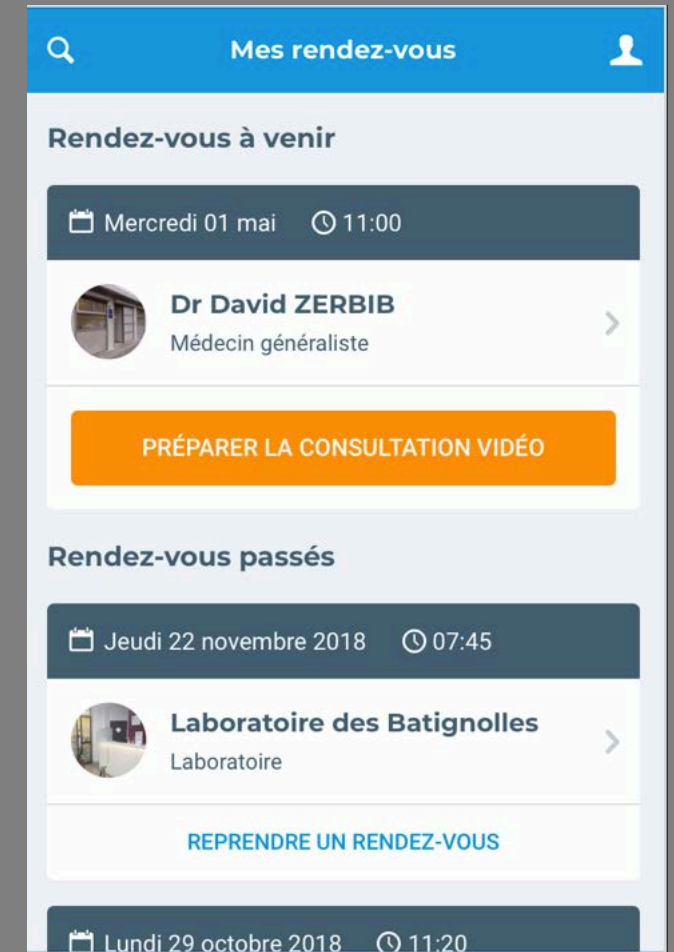 Mes rendez-vous
Rendez-vous à venir
Mercredi 01 mai 11:00
Dr David ZERBIB
Médecin généraliste
PRÉPARER LA CONSULTATION VIDÉO
Rendez-vous passés
Jeudi 22 novembre 2018 07:45
Laboratoire des Batignolles
Laboratoire
REPRENDRE UN RENDEZ-VOUS
Lundi 29 octobre 2018 11:20